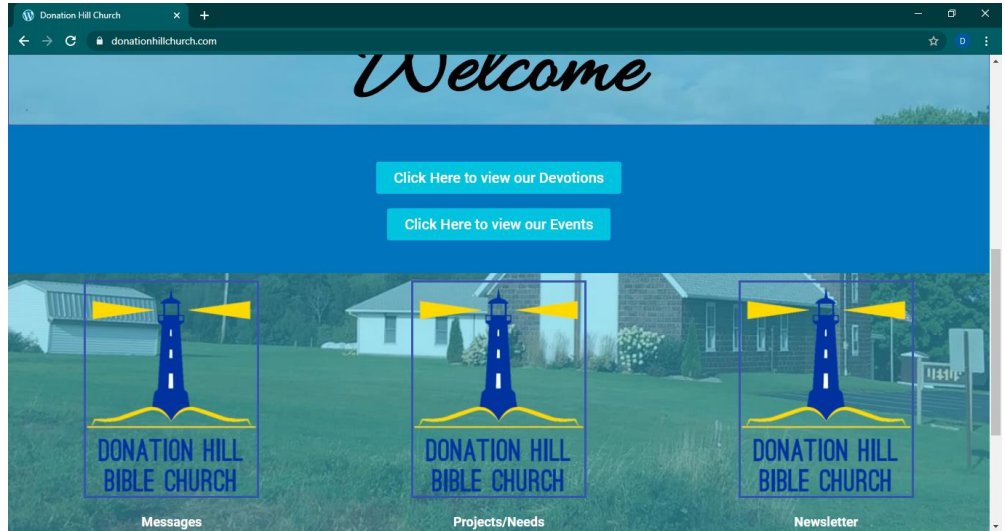 Donation Hill Church
donationhillchurch.com
D
Welcome
Click Here to view our Devotions
Click Here to view our Events
DONATION HILL
BIBLE CHURCH
DONATION HILL
BIBLE CHURCH
DONATION HILL
BIBLE CHURCH
JESUS
Messages
Projects/Needs
Newsletter